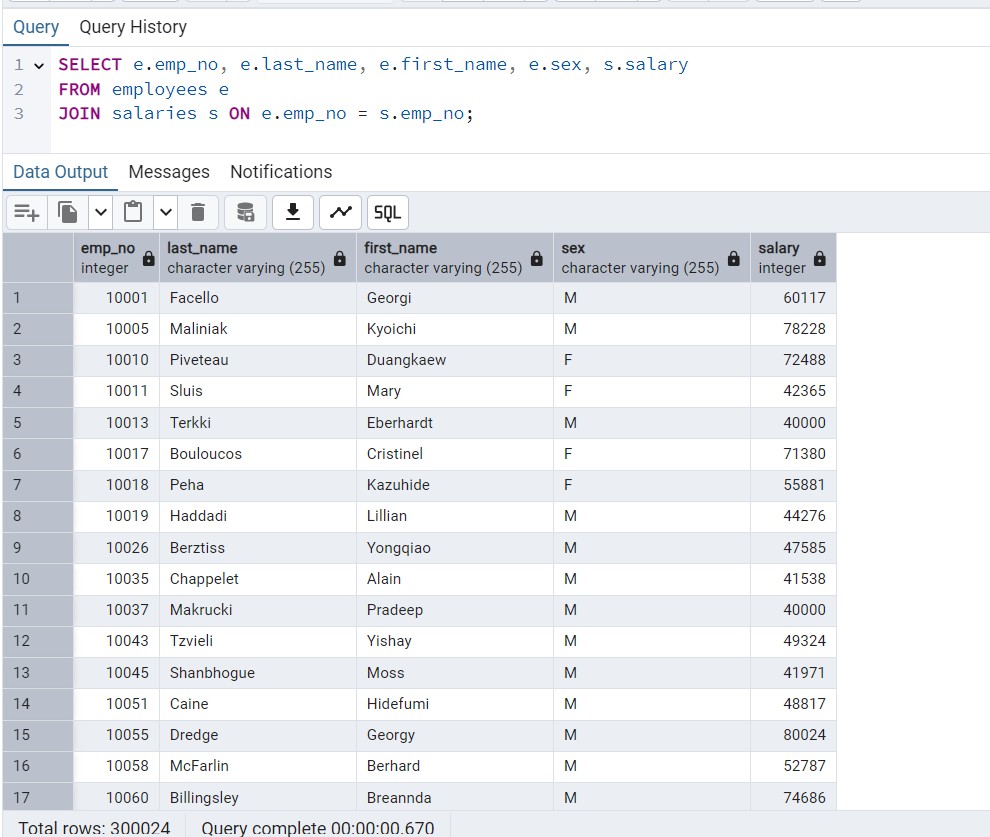 Query Query History
1 SELECT e.emp_no, e.last_name, e.first_name, e.sex, s.salary
2 FROM employees e
3 JOIN salaries s ON e.emp_no = s.emp_no;
Data Output Messages Notifications
SQL
emp_no last_name first_name sex salary
integer character varying (255) character varying (255) character varying (255) integer
1 10001 Facello Georgi M 60117
2 10005 Maliniak Kyoichi M 78228
3 10010 Piveteau Duangkaew F 72488
4 10011 Sluis Mary F 42365
5 10013 Terkki Eberhardt M 40000
6 10017 Bouloucos Cristinel F 71380
7 10018 Peha Kazuhide F 55881
8 10019 Haddadi Lillian M 44276
9 10026 Berztiss Yongqiao M 47585
10 10035 Chappelet Alain M 41538
11 10037 Makrucki Pradeep M 40000
12 10043 Tzvieli Yishay M 49324
13 10045 Shanbhogue Moss M 41971
14 10051 Caine Hidefumi M 48817
15 10055 Dredge Georgy M 80024
16 10058 McFarlin Berhard M 52787
17 10060 Billingsley Breannda M 74686
Total rows: 300024 Query complete 00:00:00.670